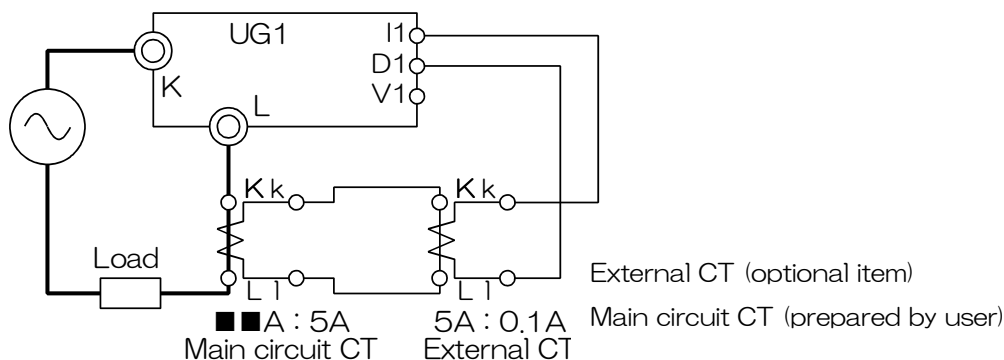 UG1
I1
D1
V1
K
L
K k
K k
Load
L l
L l
External CT (optional item)
■■A : 5A
5A : 0.1A
Main circuit CT (prepared by user)
Main circuit CT
External CT